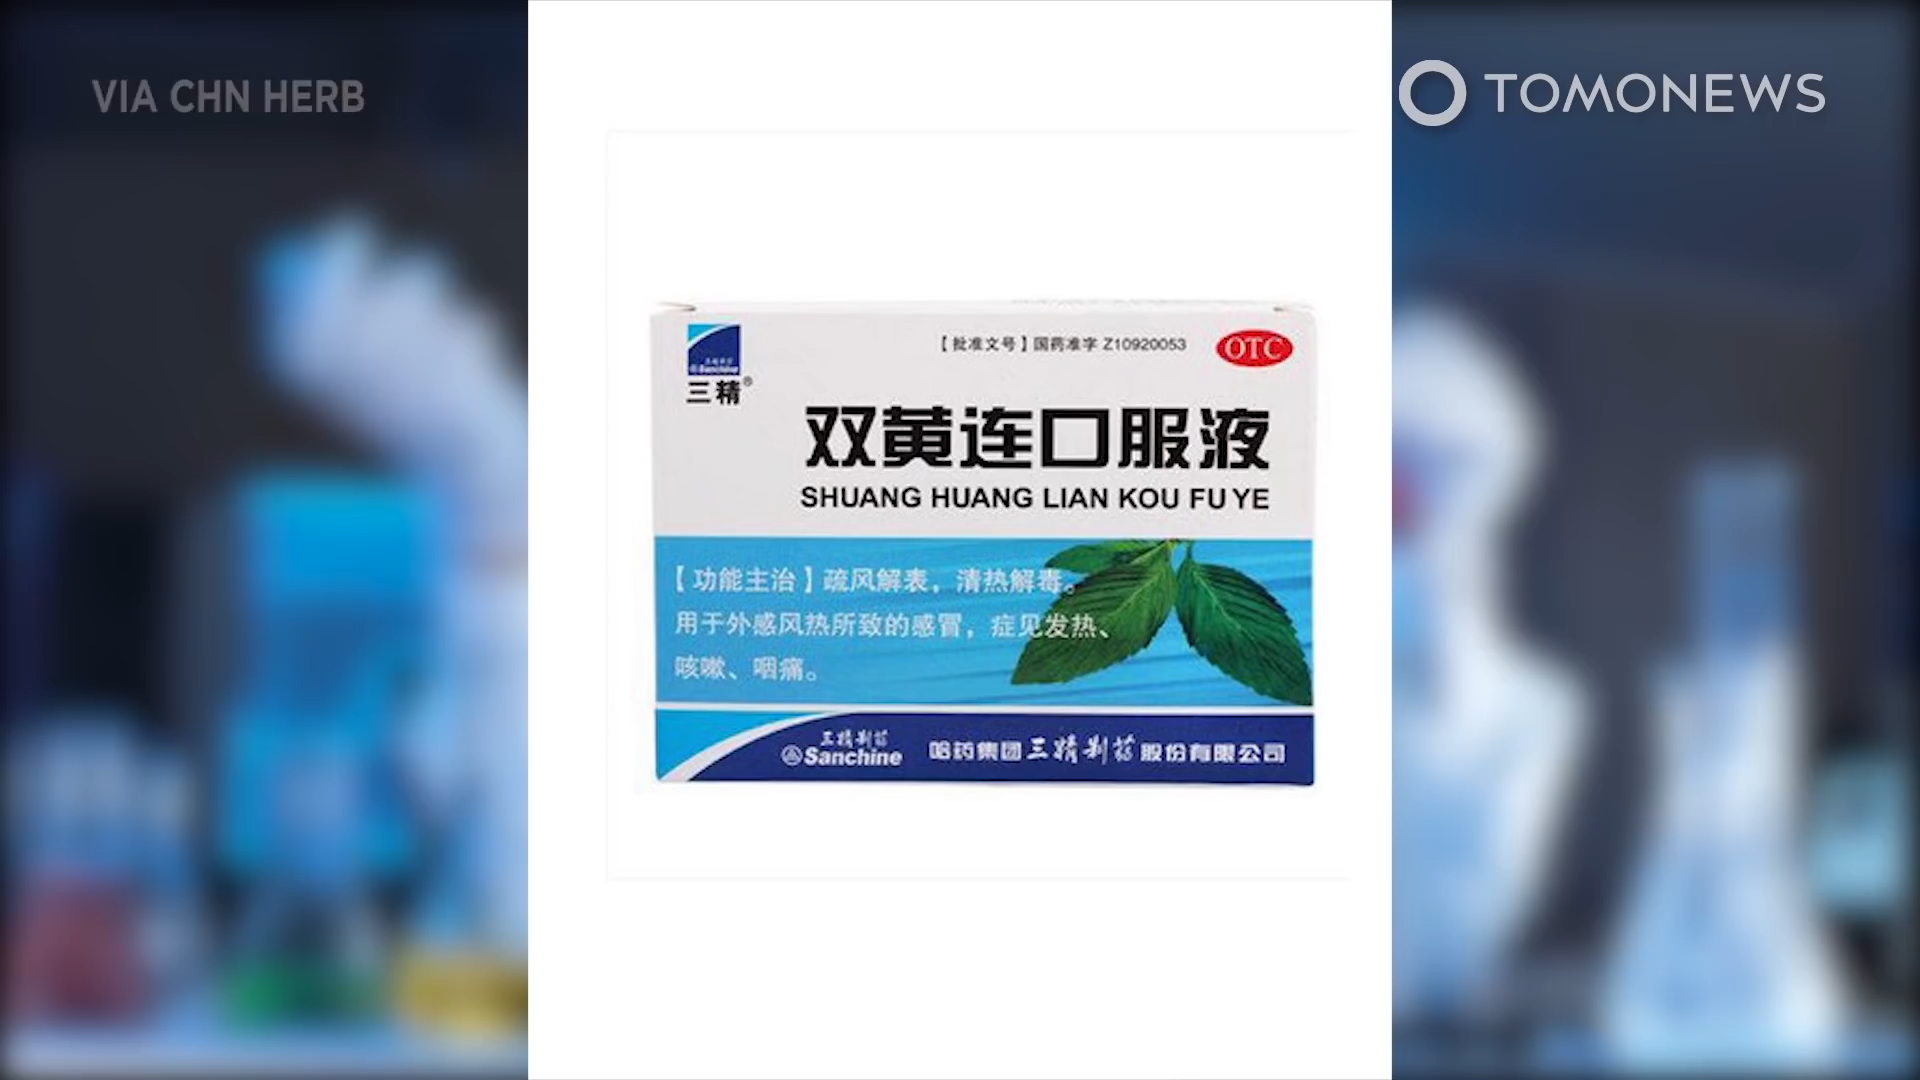 VIA CHN HERB
TOMONEWS
Sanchine
三精®
【批准文号】国药准字 Z10920053
OTC
双黄连口服液
SHUANG HUANG LIAN KOU FU YE
【功能主治】疏风解表，清热解毒。
用于外感风热所致的感冒，症见发热、
咳嗽、咽痛。
三精制药
Sanchine
哈药集团三精制药股份有限公司